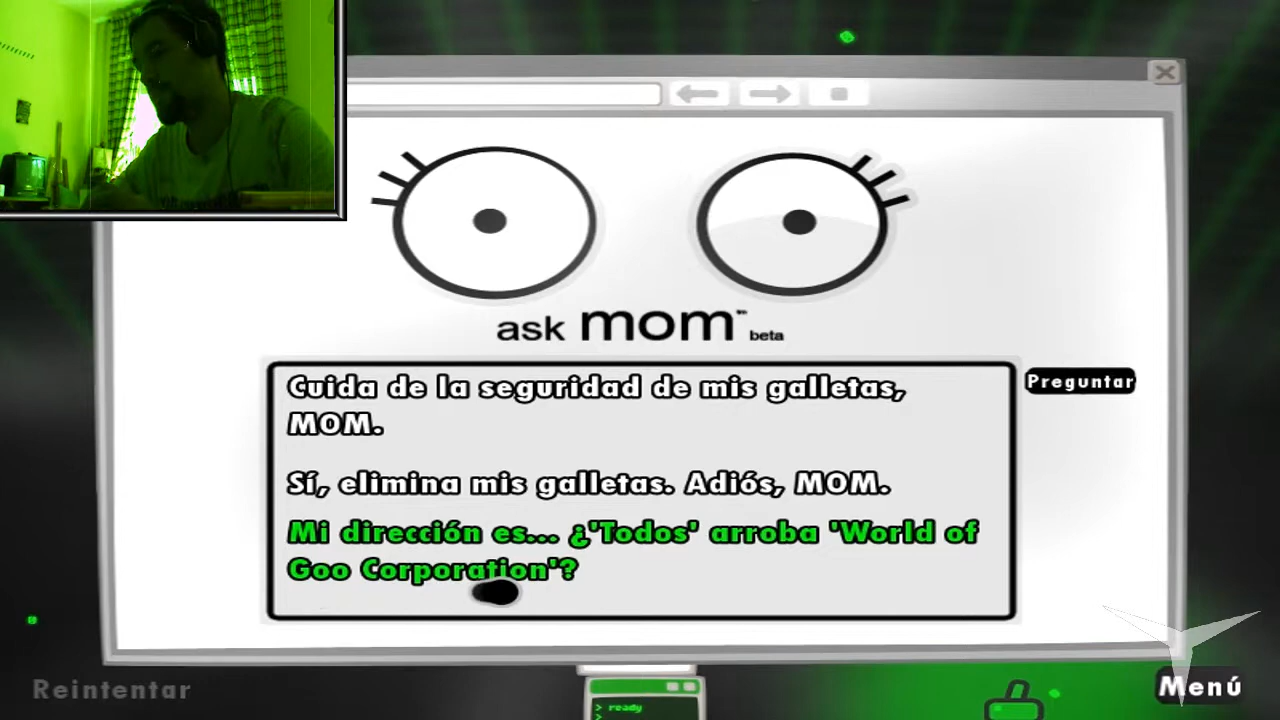 ask mom™ beta
Cuida de la seguridad de mis galletas,
MOM.
Preguntar
Sí, elimina mis galletas. Adiós, MOM.
Mi dirección es... ¿'Todos' arroba 'World of
Goo Corporation'?
Reintentar
> ready
>
Menú